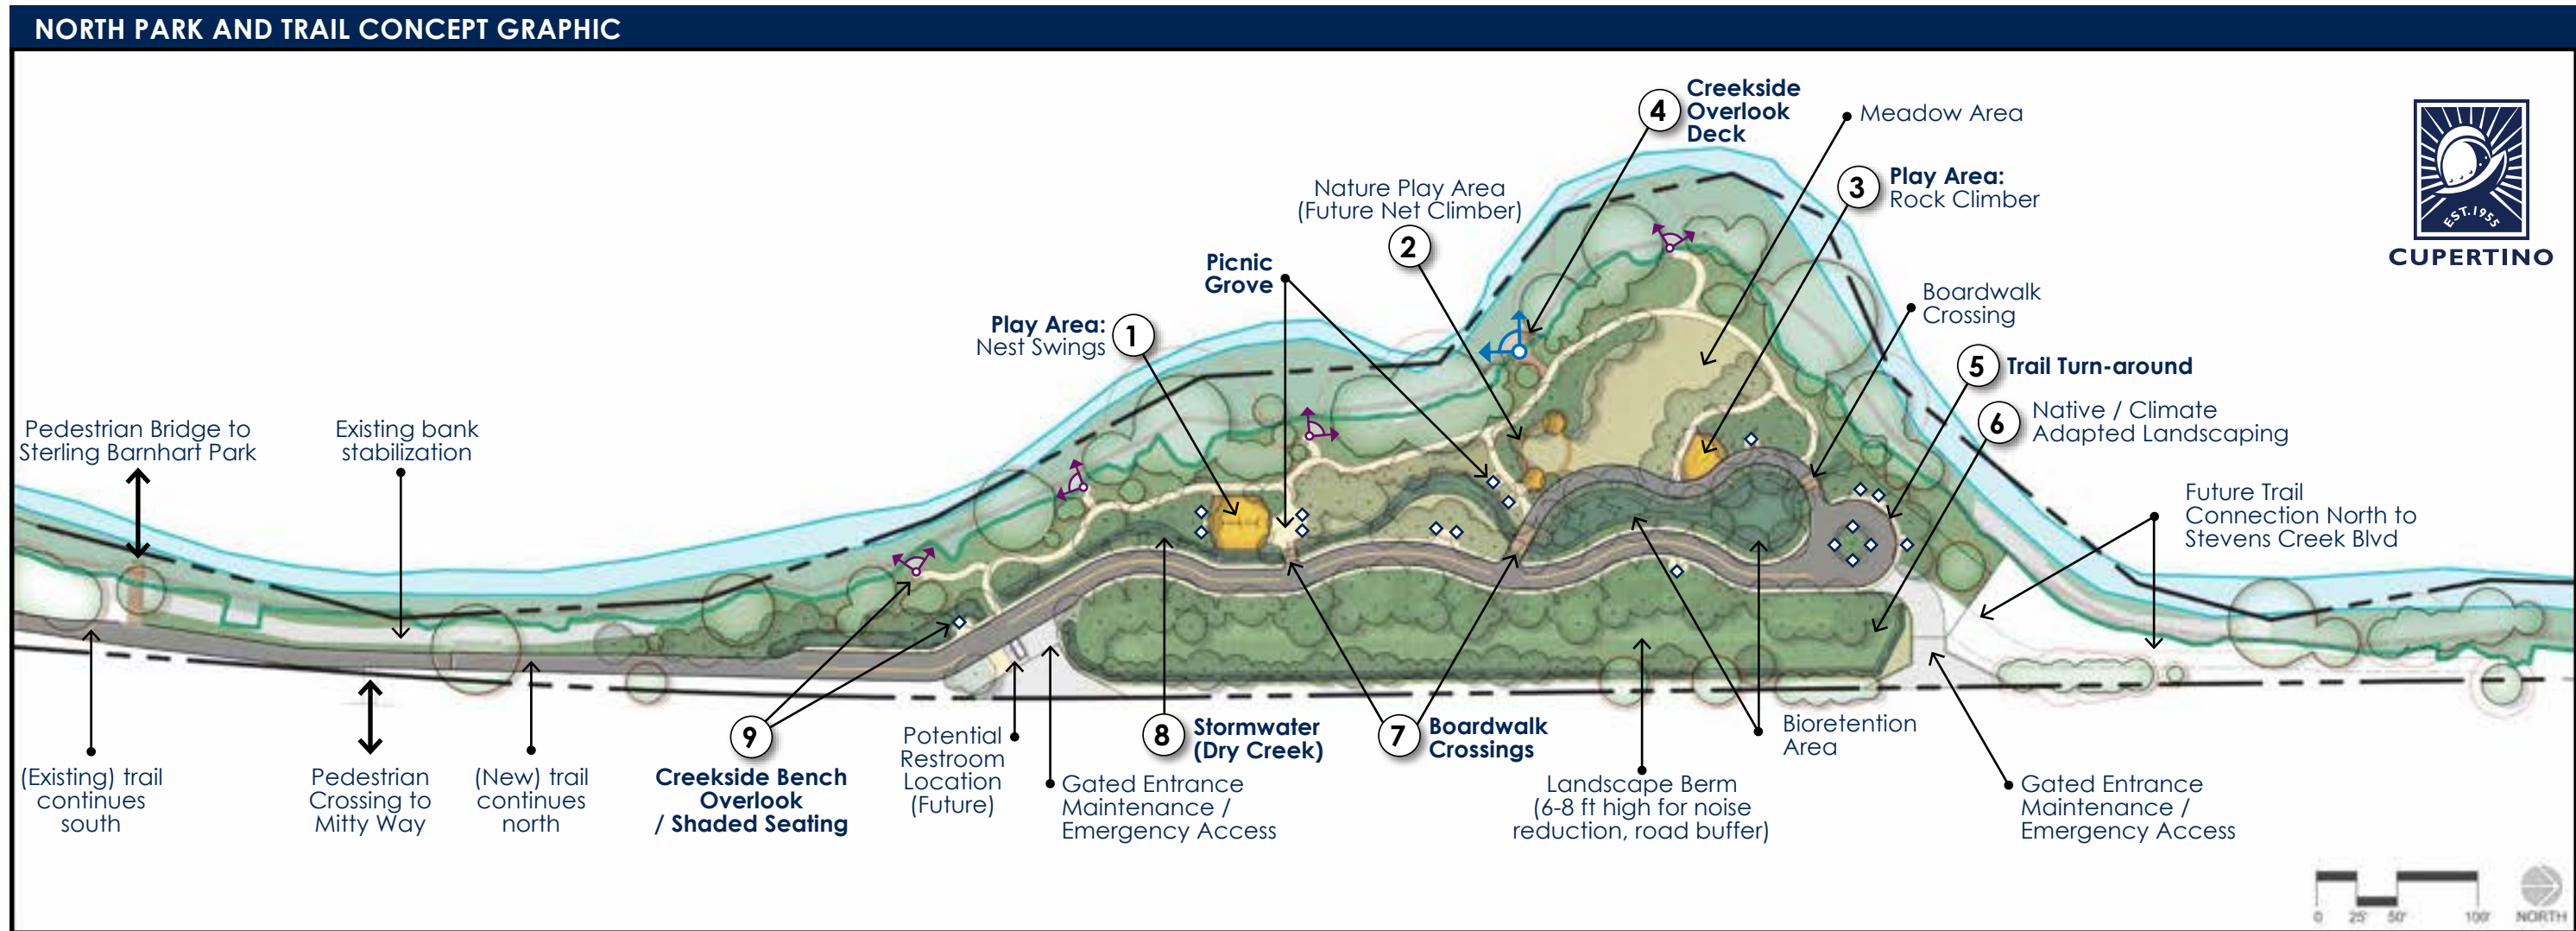 NORTH PARK AND TRAIL CONCEPT GRAPHIC
4
Creekside
Overlook
Deck
Meadow Area
3
Play Area:
Rock Climber
EST. 1955
CUPERTINO
Nature Play Area
(Future Net Climber)
2
Picnic
Grove
Boardwalk
Crossing
Play Area:
Nest Swings
1
5
Trail Turn-around
6
Native / Climate
Adapted Landscaping
Pedestrian Bridge to
Sterling Barnhart Park
Existing bank
stabilization
Future Trail
Connection North to
Stevens Creek Blvd
(Existing) trail
continues
south
Pedestrian
Crossing to
Mitty Way
(New) trail
continues
north
9
Creekside Bench
Overlook
/ Shaded Seating
Potential
Restroom
Location
(Future)
Gated Entrance
Maintenance /
Emergency Access
8
Stormwater
(Dry Creek)
7
Boardwalk
Crossings
Landscape Berm
(6-8 ft high for noise
reduction, road buffer)
Bioretention
Area
Gated Entrance
Maintenance /
Emergency Access
0 25' 50' 100'
NORTH